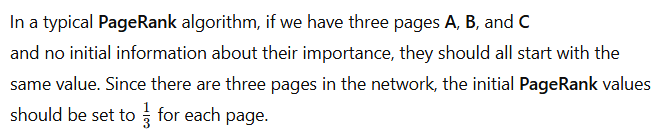 In a typical PageRank algorithm, if we have three pages A, B, and C
and no initial information about their importance, they should all start with the
same value. Since there are three pages in the network, the initial PageRank values
should be set to 1/3 for each page.